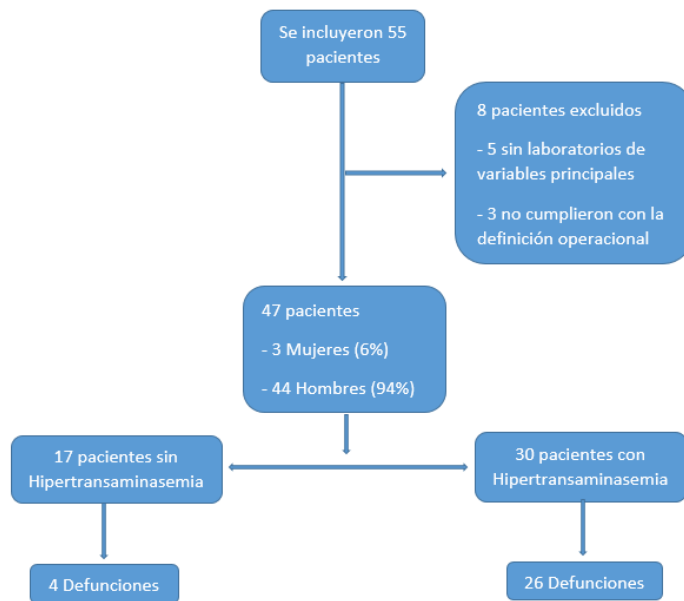 Se incluyeron 55
pacientes
8 pacientes excluidos
- 5 sin laboratorios de
variables principales
- 3 no cumplieron con la
definición operacional
47 pacientes
- 3 Mujeres (6%)
- 44 Hombres (94%)
17 pacientes sin
Hipertransaminasemia
30 pacientes con
Hipertransaminasemia
4 Defunciones
26 Defunciones